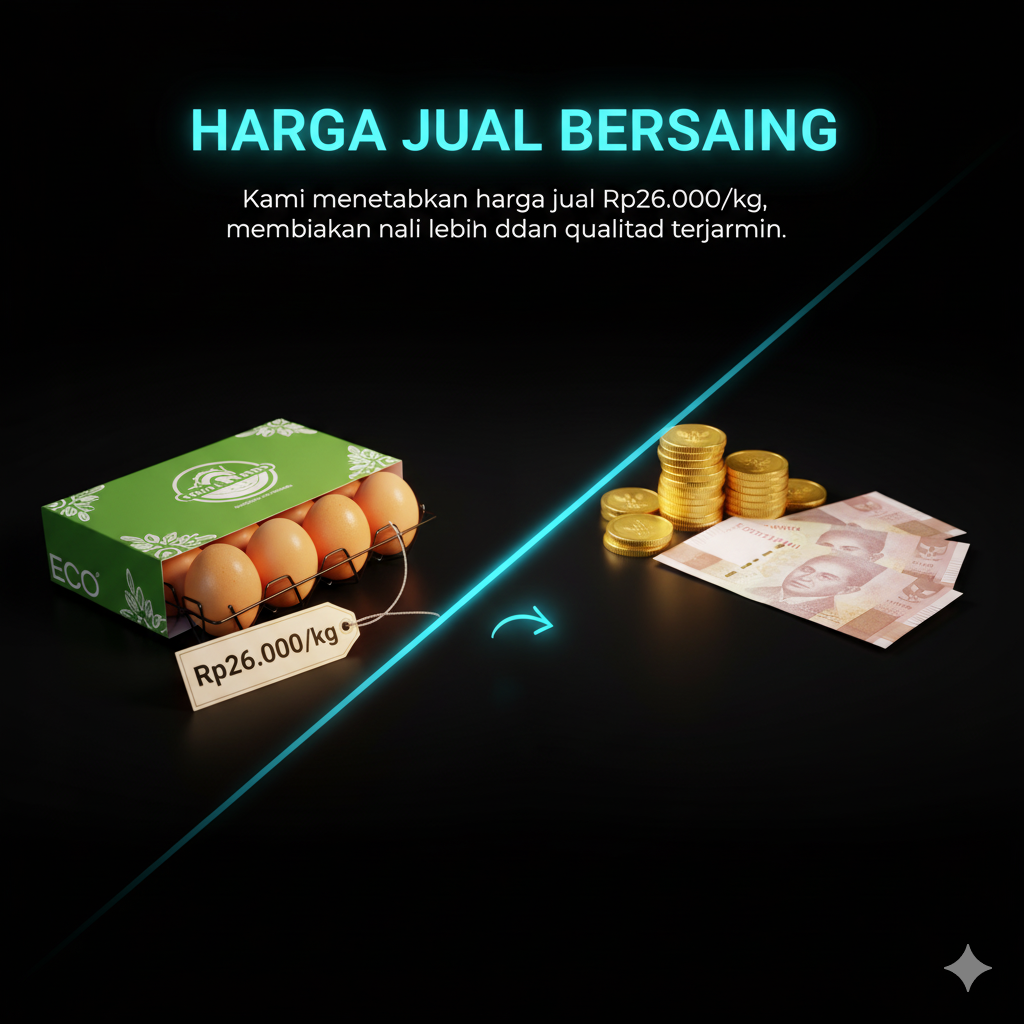 HARGA JUAL BERSAING
Kami menetabkan harga jual Rp26.000/kg,
membiakan nali lebih ddan qualitad terjarmin.
ECO
Rp26.000/kg